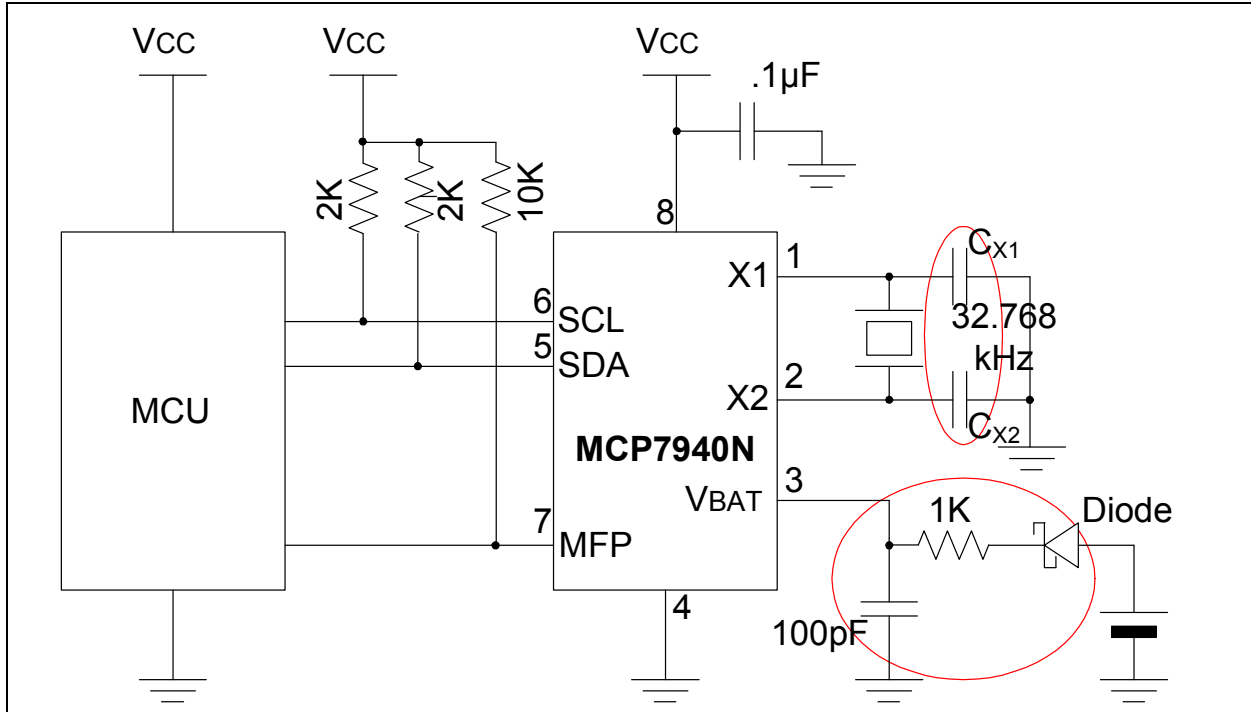 VCC
VCC
VCC
.1µF
2K
2K
10K
8
1
X1
CX1
32.768
kHz
6
SCL
5
SDA
2
X2
CX2
MCU
MCP7940N
VBAT
3
1K
Diode
7
MFP
4
100pF